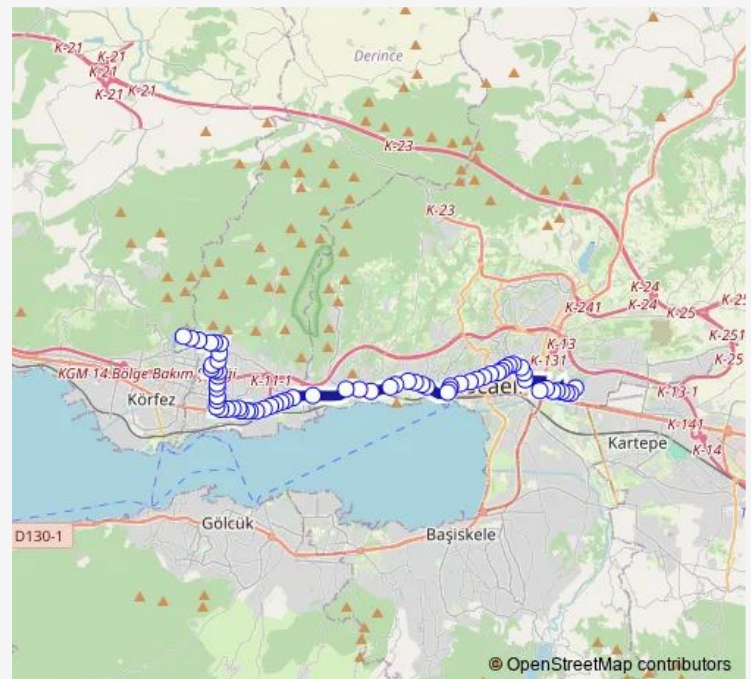 K-21
K-21
K-21
K-21
K-21
Derince
K-23
K-23
K-24
K-241
K-24
K-25
K-25
K-251
K-25
K-13
K-131
KGM 14.Bölge Bakım
K-11-1
K-13-1
Körfez
K-141
Kartepe
K-14
Gölcük
Başiskele
D130-1
© OpenStreetMap contributors